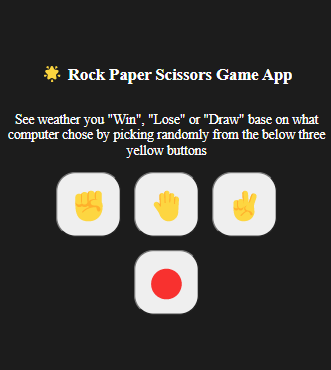 🌟 Rock Paper Scissors Game App
See weather you "Win", "Lose" or "Draw" base on what
computer chose by picking randomly from the below three
yellow buttons